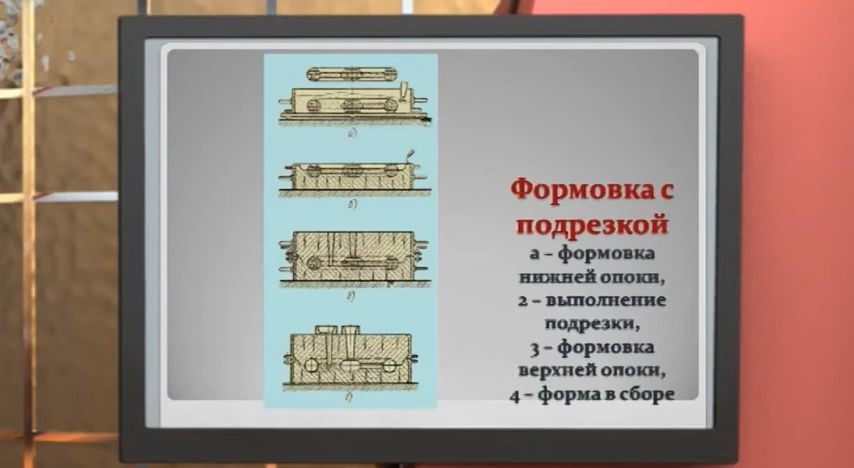 а)
б)
в)
г)
Формовка с
подрезкой
а – формовка
нижней опоки,
2 – выполнение
подрезки,
3 – формовка
верхней опоки,
4 – форма в сборе